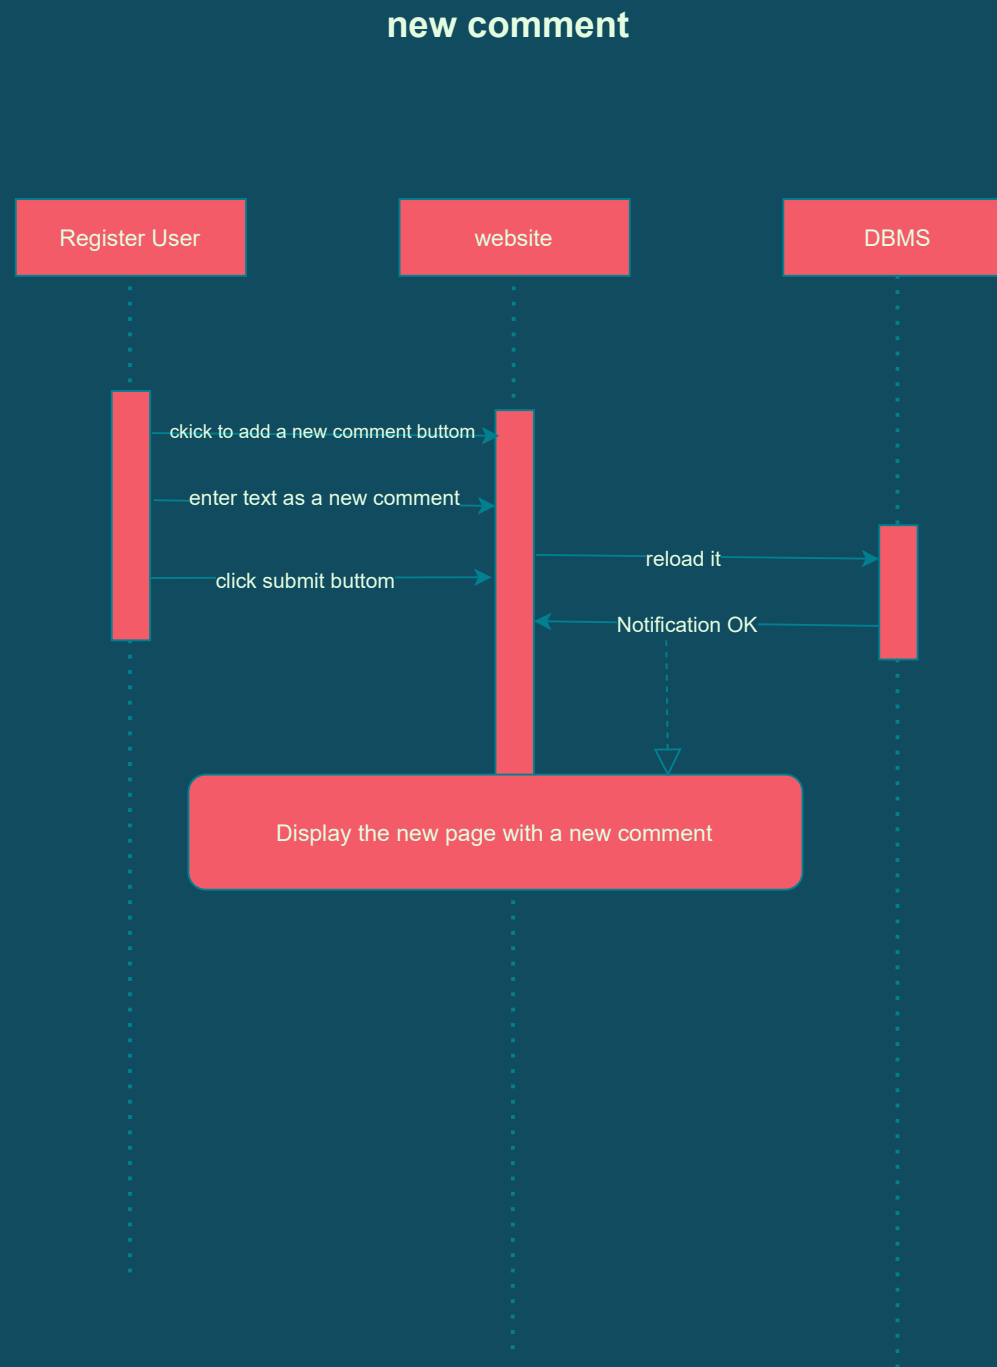 new comment
Register User
website
DBMS
ckick to add a new comment buttom
enter text as a new comment
reload it
click submit buttom
Notification OK
Display the new page with a new comment